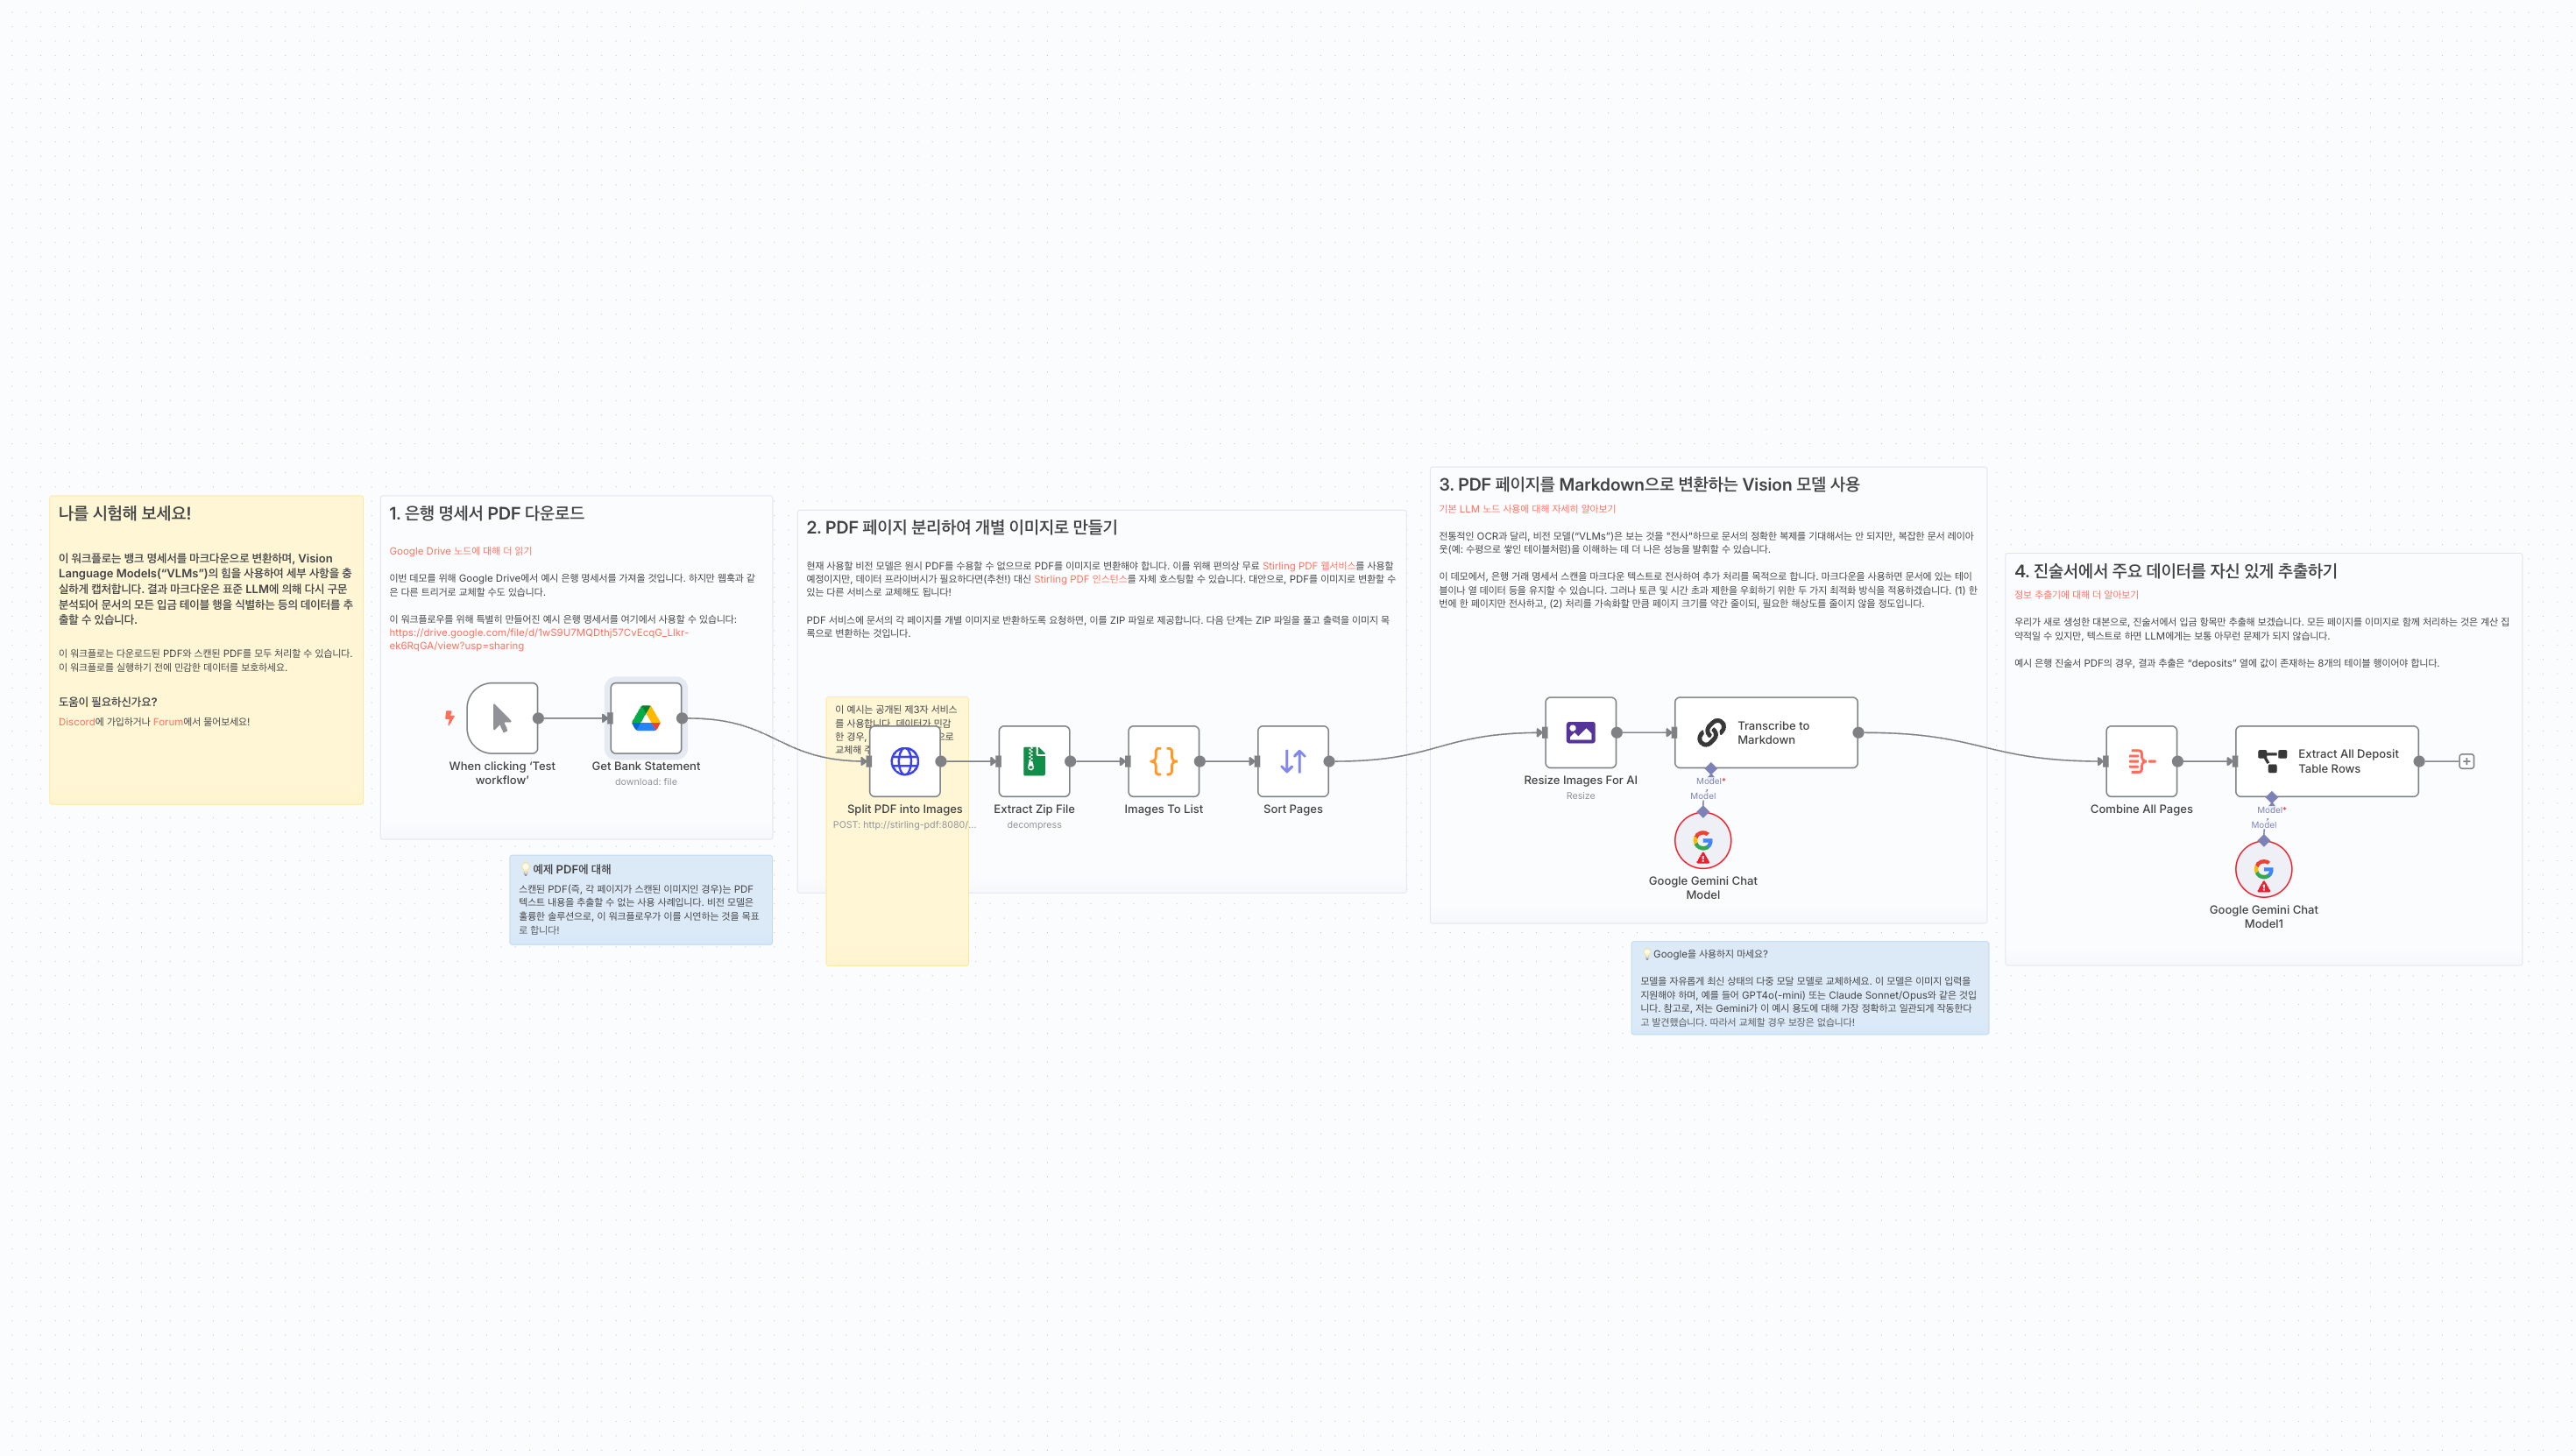 나를 시험해 보세요!
이 워크플로는 뱅크 명세서를 마크다운으로 변환하며, Vision
Language Models(“VLMs”)의 힘을 사용하여 세부 사항을 충
실하게 캡처합니다. 결과 마크다운은 표준 LLM에 의해 다시 구문
분석되어 문서의 모든 입금 테이블 행을 식별하는 등의 데이터를 추
출할 수 있습니다.
이 워크플로는 다운로드된 PDF와 스캔된 PDF를 모두 처리할 수 있습니다.
이 워크플로를 실행하기 전에 민감한 데이터를 보호하세요.
도움이 필요하신가요?
Discord에 가입하거나 Forum에서 물어보세요!
1. 은행 명세서 PDF 다운로드
Google Drive 노드에 대해 더 읽기
이번 데모를 위해 Google Drive에서 예시 은행 명세서를 가져올 것입니다. 하지만 웹훅과 같
은 다른 트리거로 교체할 수도 있습니다.
이 워크플로우를 위해 특별히 만들어진 예시 은행 명세서를 여기에서 사용할 수 있습니다:
https://drive.google.com/file/d/1wS9U7MQDthj57CvEcqG_Llkr-
ek6RqGA/view?usp=sharing
When clicking ‘Test
workflow’
Get Bank Statement
download: file
💡예제 PDF에 대해
스캔된 PDF(즉, 각 페이지가 스캔된 이미지인 경우)는 PDF
텍스트 내용을 추출할 수 없는 사용 사례입니다. 비전 모델은
훌륭한 솔루션으로, 이 워크플로우가 이를 시연하는 것을 목표
로 합니다!
2. PDF 페이지 분리하여 개별 이미지로 만들기
현재 사용할 비전 모델은 원시 PDF를 수용할 수 없으므로 PDF를 이미지로 변환해야 합니다. 이를 위해 편의상 무료 Stirling PDF 웹서비스를 사용할
예정이지만, 데이터 프라이버시가 필요하다면(추천!) 대신 Stirling PDF 인스턴스를 자체 호스팅할 수 있습니다. 대안으로, PDF를 이미지로 변환할 수
있는 다른 서비스로 교체해도 됩니다!
PDF 서비스에 문서의 각 페이지를 개별 이미지로 반환하도록 요청하면, 이를 ZIP 파일로 제공합니다. 다음 단계는 ZIP 파일을 풀고 출력을 이미지 목
록으로 변환하는 것입니다.
이 예시는 공개된 제3자 서비스
를 사용합니다. 데이터가 민감
한 경우,
교체해
Split PDF into Images
POST: http://stirling-pdf:8080/...
Extract Zip File
decompress
Images To List
Sort Pages
3. PDF 페이지를 Markdown으로 변환하는 Vision 모델 사용
기본 LLM 노드 사용에 대해 자세히 알아보기
전통적인 OCR과 달리, 비전 모델(“VLMs”)은 보는 것을 “전사”하므로 문서의 정확한 복제를 기대해서는 안 되지만, 복잡한 문서 레이아
웃(예: 수평으로 쌓인 테이블처럼)을 이해하는 데 더 나은 성능을 발휘할 수 있습니다.
이 데모에서, 은행 거래 명세서 스캔을 마크다운 텍스트로 전사하여 추가 처리를 목적으로 합니다. 마크다운을 사용하면 문서에 있는 테이
블이나 열 데이터 등을 유지할 수 있습니다. 그러나 토큰 및 시간 초과 제한을 우회하기 위한 두 가지 최적화 방식을 적용하겠습니다. (1) 한
번에 한 페이지만 전사하고, (2) 처리를 가속화할 만큼 페이지 크기를 약간 줄이되, 필요한 해상도를 줄이지 않을 정도입니다.
Resize Images For AI
Resize
Transcribe to
Markdown
Model*
Model
Google Gemini Chat
Model
💡Google을 사용하지 마세요?
모델을 자유롭게 최신 상태의 다중 모달 모델로 교체하세요. 이 모델은 이미지 입력을
지원해야 하며, 예를 들어 GPT4o(-mini) 또는 Claude Sonnet/Opus와 같은 것입
니다. 참고로, 저는 Gemini가 이 예시 용도에 대해 가장 정확하고 일관되게 작동한다
고 발견했습니다. 따라서 교체할 경우 보장은 없습니다!
4. 진술서에서 주요 데이터를 자신 있게 추출하기
정보 추출기에 대해 더 알아보기
우리가 새로 생성한 대본으로, 진술서에서 입금 항목만 추출해 보겠습니다. 모든 페이지를 이미지로 함께 처리하는 것은 계산 집
약적일 수 있지만, 텍스트로 하면 LLM에게는 보통 아무런 문제가 되지 않습니다.
예시 은행 진술서 PDF의 경우, 결과 추출은 “deposits” 열에 값이 존재하는 8개의 테이블 행이어야 합니다.
Combine All Pages
Extract All Deposit
Table Rows
Model*
Model
Google Gemini Chat
Model1